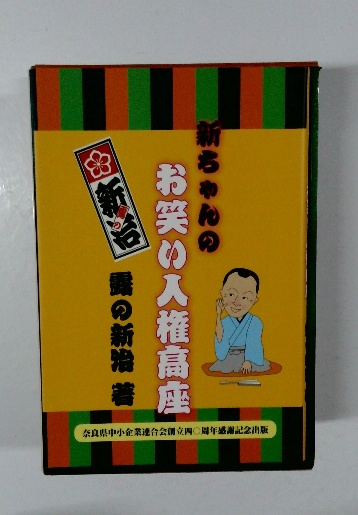 新ちゃんの
お笑い人権高座
露の新治
新治 著
奈良県中小企業連合会創立四〇周年感謝記念出版